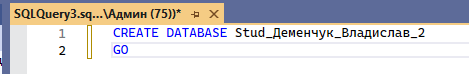 SQLQuery3.sq...\Админ (75))*
1 CREATE DATABASE Stud_Деменчук_Владислав_2
2 GO